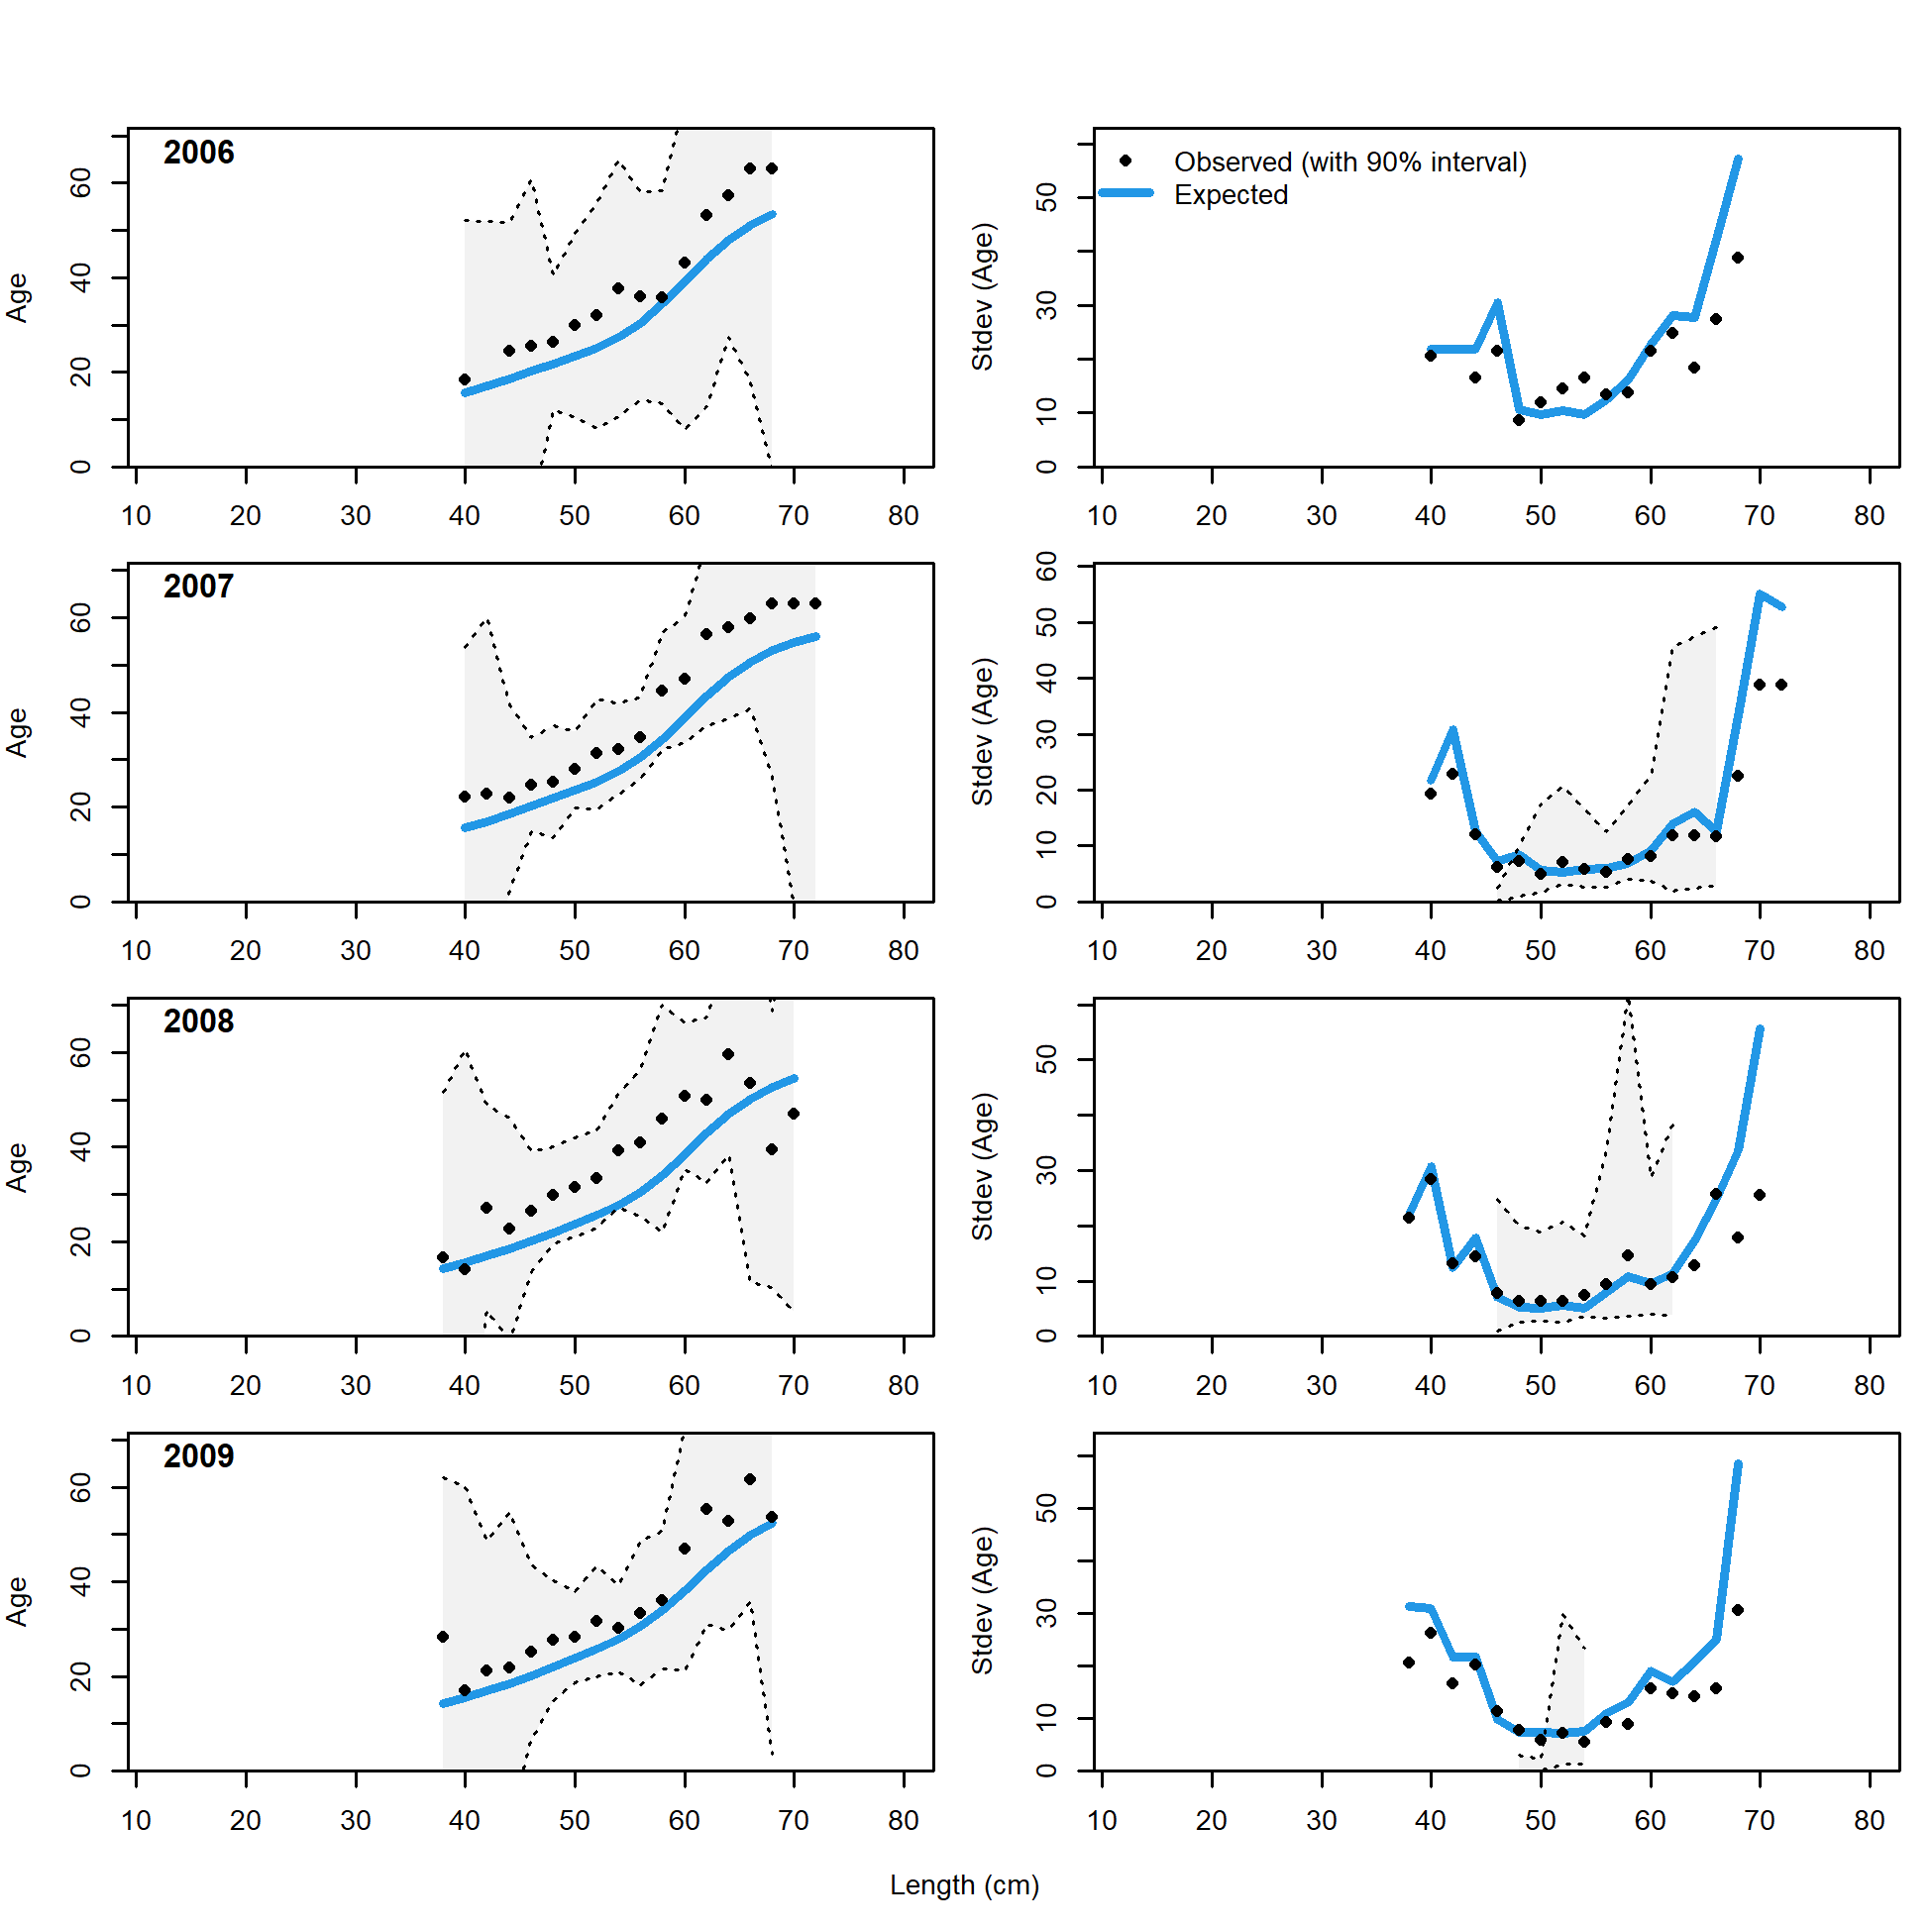 2006
Age
0 20 40 60
10 20 30 40 50 60 70 80
Observed (with 90% interval)
Expected
Stdev (Age)
0 10 30 50
10 20 30 40 50 60 70 80
2007
Age
0 20 40 60
10 20 30 40 50 60 70 80
Stdev (Age)
0 10 20 30 40 50 60
10 20 30 40 50 60 70 80
2008
Age
0 20 40 60
10 20 30 40 50 60 70 80
Stdev (Age)
0 10 30 50
10 20 30 40 50 60 70 80
2009
Age
0 20 40 60
10 20 30 40 50 60 70 80
Stdev (Age)
0 10 30 50
10 20 30 40 50 60 70 80
Length (cm)